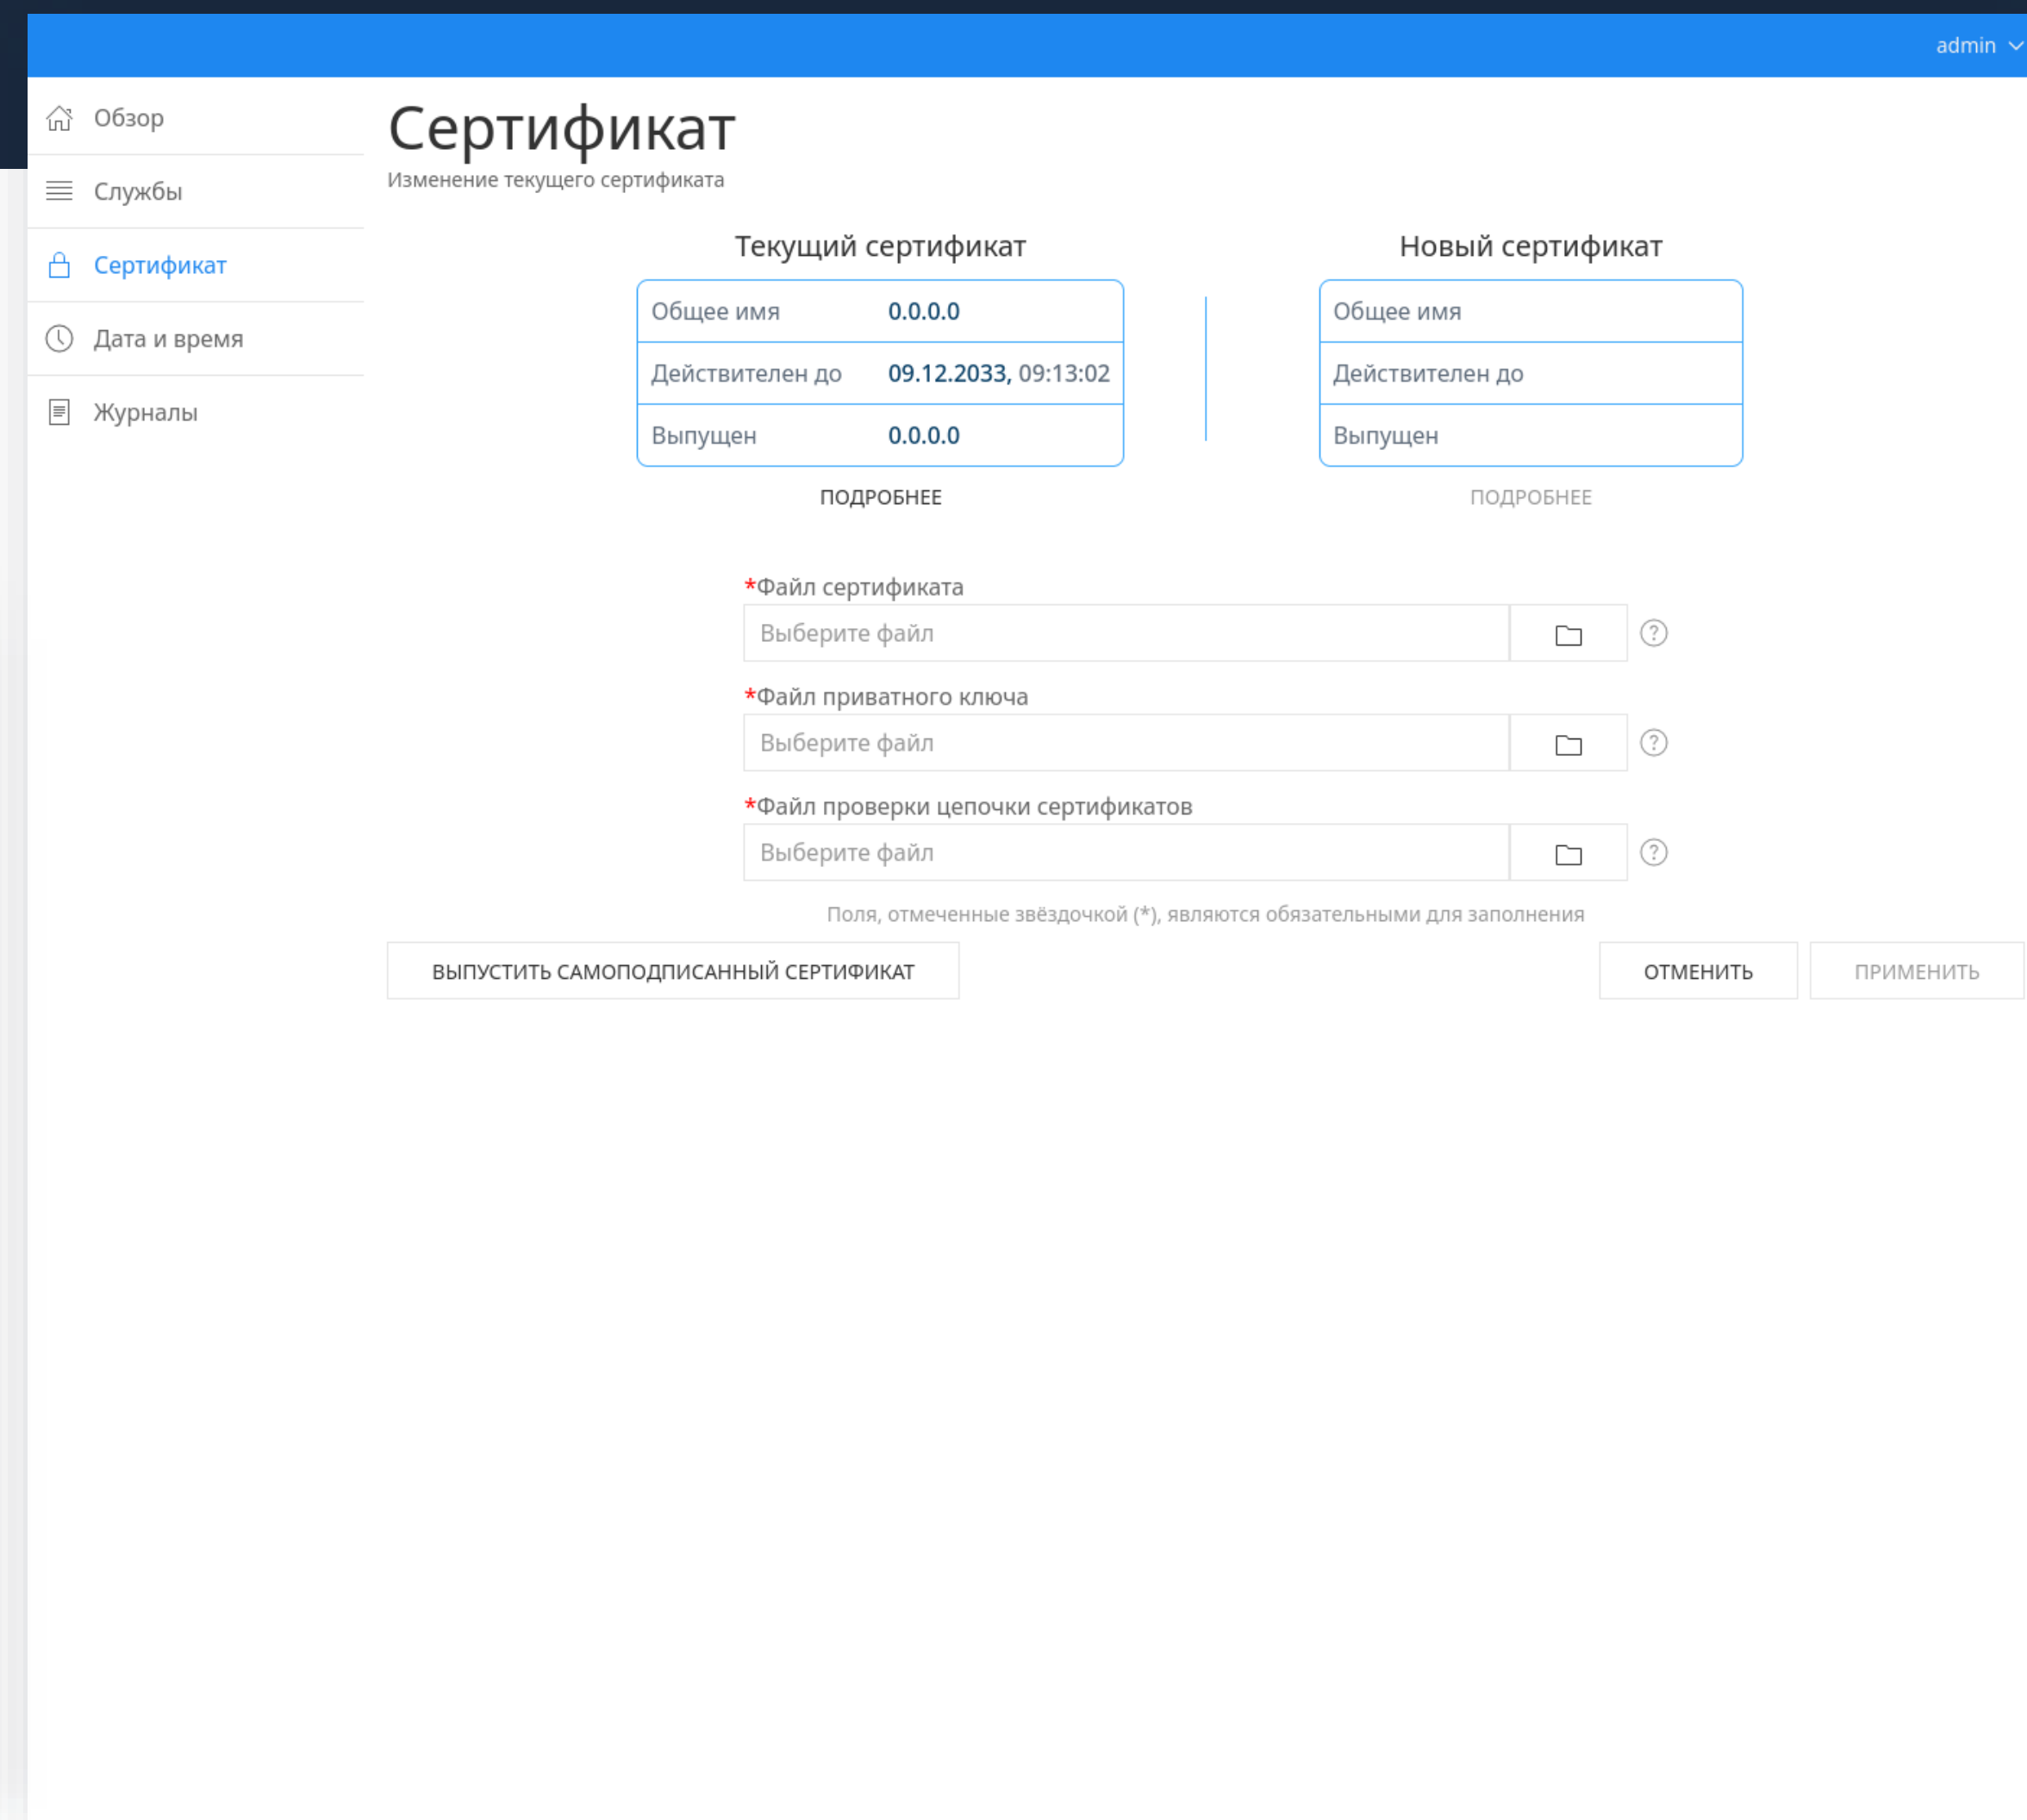 admin
Обзор
Службы
Сертификат
Дата и время
Журналы
Сертификат
Изменение текущего сертификата
Текущий сертификат
Общее имя 0.0.0.0
Действителен до 09.12.2033, 09:13:02
Выпущен 0.0.0.0
ПОДРОБНЕЕ
Новый сертификат
Общее имя
Действителен до
Выпущен
ПОДРОБНЕЕ
*Файл сертификата
Выберите файл
?
*Файл приватного ключа
Выберите файл
?
*Файл проверки цепочки сертификатов
Выберите файл
?
Поля, отмеченные звёздочкой (*), являются обязательными для заполнения
ВЫПУСТИТЬ САМОПОДПИСАННЫЙ СЕРТИФИКАТ
ОТМЕНИТЬ
ПРИМЕНИТЬ